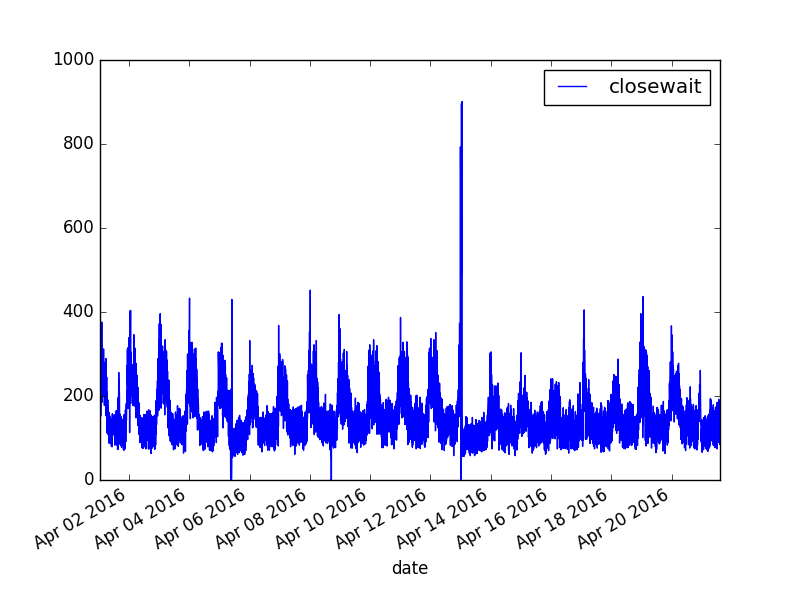 1000
closewait
800
600
400
200
0
Apr 02 2016
Apr 04 2016
Apr 06 2016
Apr 08 2016
Apr 10 2016
Apr 12 2016
Apr 14 2016
Apr 16 2016
Apr 18 2016
Apr 20 2016
date